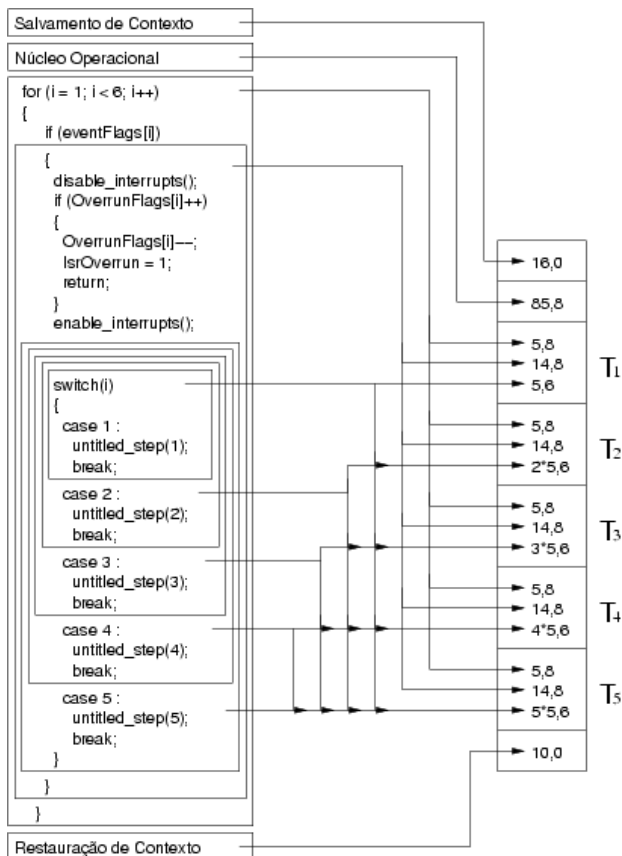 Salvamento de Contexto
Núcleo Operacional
for (i = 1; i < 6; i++)
{
if (eventFlags[i])
{
disable_interrupts();
if (OverrunFlags[i]++)
{
OverrunFlags[i]−−;
IsrOverrun = 1;
return;
}
enable_interrupts();
switch(i)
{
case 1 :
untitled_step(1);
break;
case 2 :
untitled_step(2);
break;
case 3 :
untitled_step(3);
break;
case 4 :
untitled_step(4);
break;
case 5 :
untitled_step(5);
break;
}
}
}
Restauração de Contexto
16,0
85,8
5,8
14,8
5,6
T1
5,8
14,8
2*5,6
T2
5,8
14,8
3*5,6
T3
5,8
14,8
4*5,6
T4
5,8
14,8
5*5,6
T5
10,0